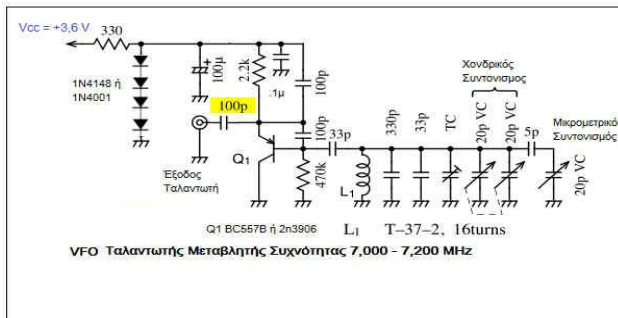 Vcc = +3,6 V
330
1N4148 ή
1N4001
100μ
2.2k
.1μ
100p
100p
100p
33p
Έξοδος
Ταλαντωτή
Q1
470k
L1
330p
33p
TC
20p VC
20p VC
5p
20p VC
Χονδρικός
Συντονισμος
Μικρομετρικό
Συντονισμός
Q1 BC557B ή 2n3906
L1 T-37-2, 16turns
VFO Ταλαντωτής Μεταβλητής Συχνότητας 7,000 - 7,200 MHz